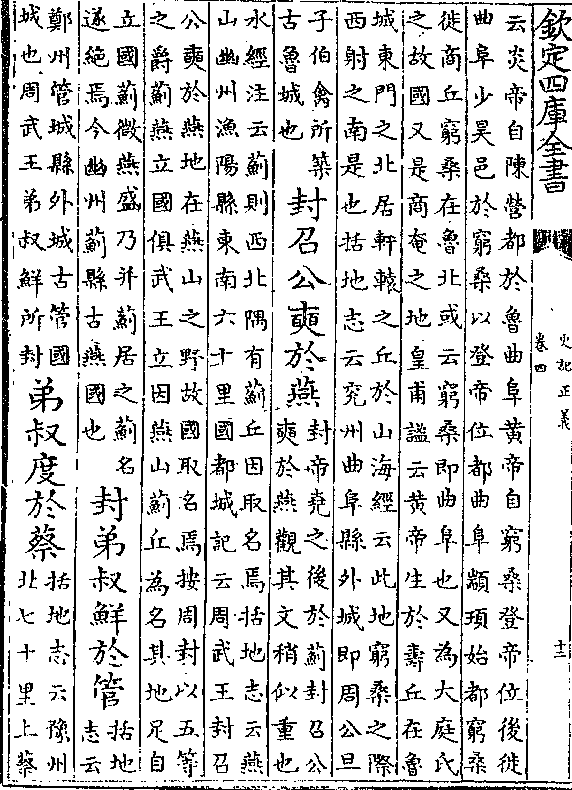 欽定四庫全書
史記正義
卷四
十三
云炎帝自陳營都於魯曲阜黃帝自窮桑登帝位後徙
曲阜少昊邑於窮桑以登帝位都曲阜顓頊始都窮桑
徙商丘窮桑在魯北或云窮桑即曲阜也又為大庭氏
之故國又是商奄之地皇甫謐云黃帝生於壽丘在魯
城東門之北居軒轅之丘於山海經云此地窮桑之際
西射之南是也括地志云兖州曲阜縣外城即周公旦
子伯禽所築
古魯城也
封召公奭於燕
封帝堯之後於薊封召公
奭於燕觀其文稍似重也
水經注云薊則西北隅有薊丘因取名焉括地志云燕
山幽州漁陽縣東南六十里國都城記云周武王封召
公奭於燕地在燕山之野故國取名焉按周封以五等
之爵薊燕立國俱武王立因燕山薊丘為名其地足自
立國薊微燕盛乃并薊居之薊名
遂絕焉今幽州薊縣古燕國也
封弟叔鮮於管
括地
志云
鄭州管城縣外城古管國
城也周武王弟叔鮮所封
弟叔度於蔡
括地志云豫州
北七十里上蔡